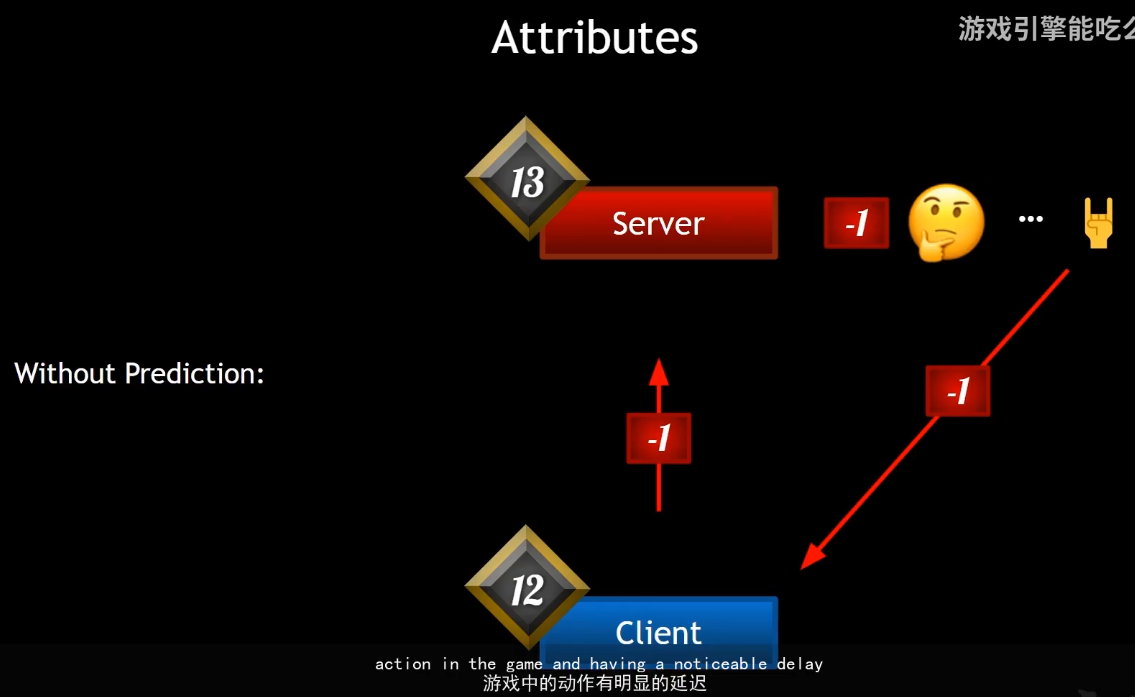 Attributes
游戏引擎能吃么
13
Server
-1
...
Without Prediction:
-1
-1
12
Client
action in the game and having a noticeable delay
游戏中的动作有明显的延迟